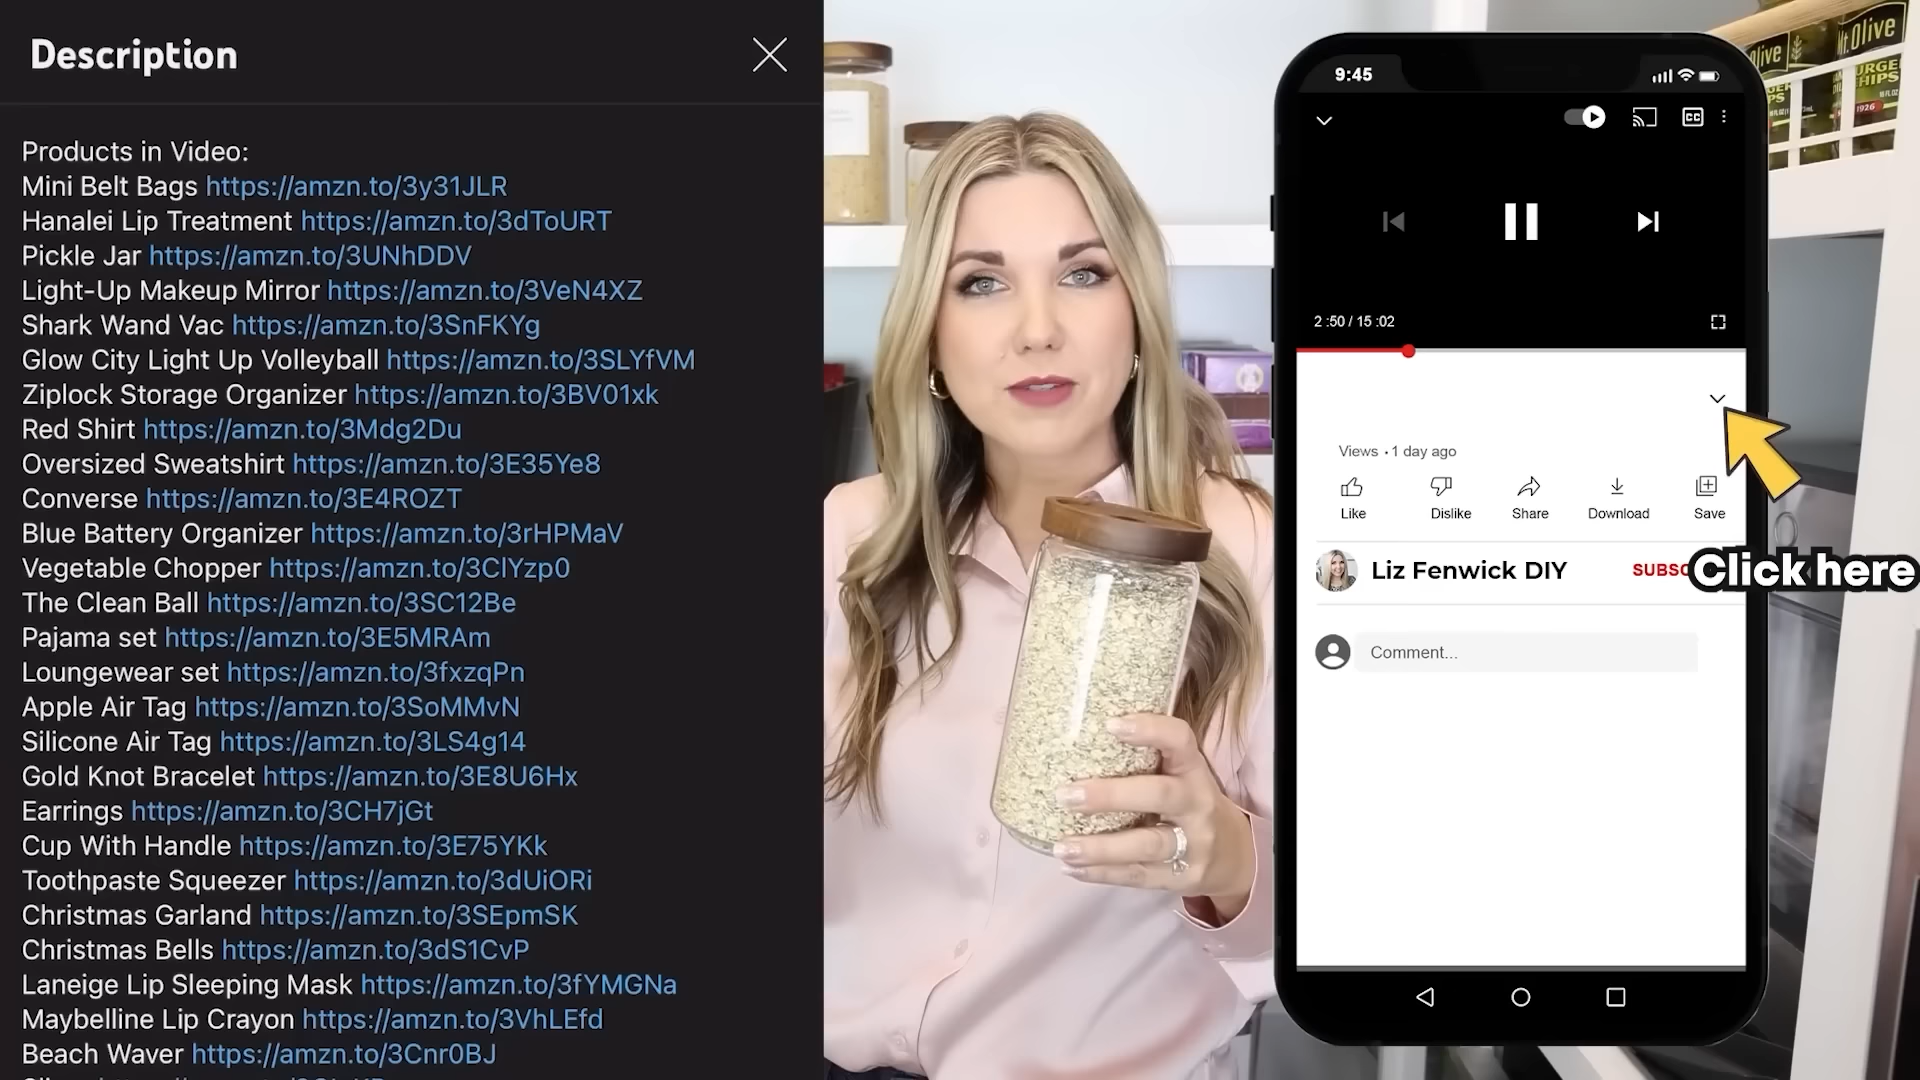 Description
Products in Video:
Mini Belt Bags https://amzn.to/3y31JLR
Hanalei Lip Treatment https://amzn.to/3dToURT
Pickle Jar https://amzn.to/3UNhDDV
Light-Up Makeup Mirror https://amzn.to/3VeN4XZ
Shark Wand Vac https://amzn.to/3SnFKYg
Glow City Light Up Volleyball https://amzn.to/3SLYfVM
Ziplock Storage Organizer https://amzn.to/3BV01xk
Red Shirt https://amzn.to/3Mdg2Du
Oversized Sweatshirt https://amzn.to/3E35Ye8
Converse https://amzn.to/3E4ROZT
Blue Battery Organizer https://amzn.to/3rHPMaV
Vegetable Chopper https://amzn.to/3ClYzp0
The Clean Ball https://amzn.to/3SC12Be
Pajama set https://amzn.to/3E5MRAm
Loungewear set https://amzn.to/3fxzqPn
Apple Air Tag https://amzn.to/3SoMMvN
Silicone Air Tag https://amzn.to/3LS4g14
Gold Knot Bracelet https://amzn.to/3E8U6Hx
Earrings https://amzn.to/3CH7jGt
Cup With Handle https://amzn.to/3E75YKk
Toothpaste Squeezer https://amzn.to/3dUiORi
Christmas Garland https://amzn.to/3SEpmSK
Christmas Bells https://amzn.to/3dS1CvP
Laneige Lip Sleeping Mask https://amzn.to/3fYMGNa
Maybelline Lip Crayon https://amzn.to/3VhLEfd
Beach Waver https://amzn.to/3Cnr0BJ
9:45
CC
2:50 / 15:02
Views • 1 day ago
Like Dislike Share Download Save
Liz Fenwick DIY SUBSC
Click here
Comment...
Mt. Olive